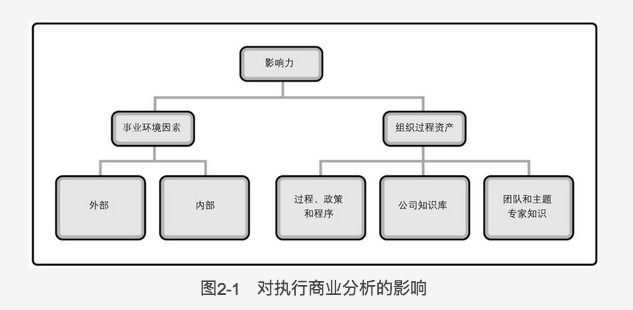 影响力
事业环境因素
组织过程资产
外部
内部
过程、政策
和程序
公司知识库
团队和主题
专家知识
图2-1 对执行商业分析的影响